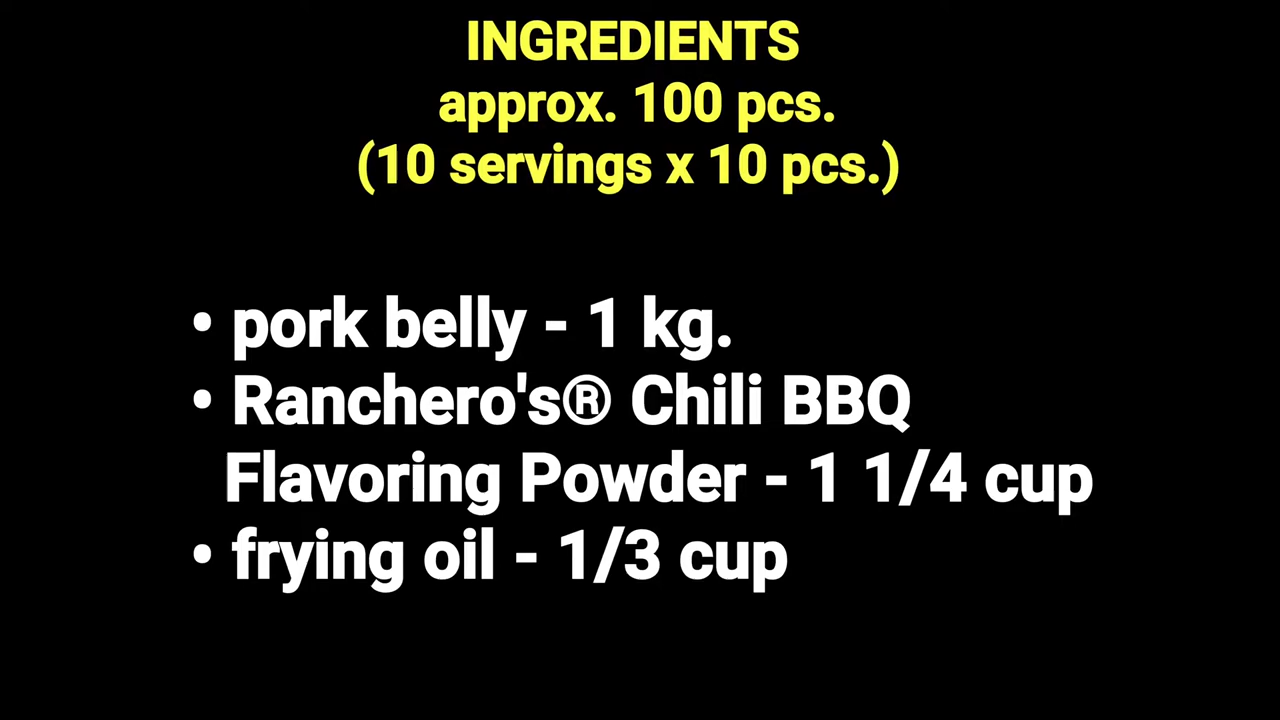 INGREDIENTS
approx. 100 pcs.
(10 servings x 10 pcs.)
• pork belly - 1 kg.
• Ranchero's® Chili BBQ
Flavoring Powder - 1 1/4 cup
• frying oil - 1/3 cup